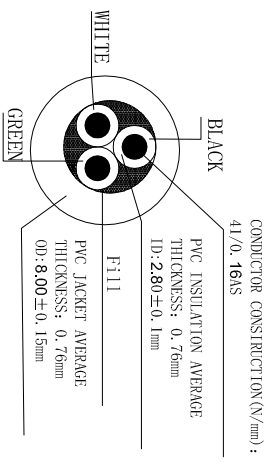 CONDUCTOR CONSTRUCTION(N/mm):
41/0.16AS
BLACK
PVC INSULATION AVERAGE
THICKNESS: 0.76mm
ID:2.80±0.1mm
WHITE
Fill
GREEN
PVC JACKET AVERAGE
THICKNESS: 0.76mm
OD:8.00±0.15mm